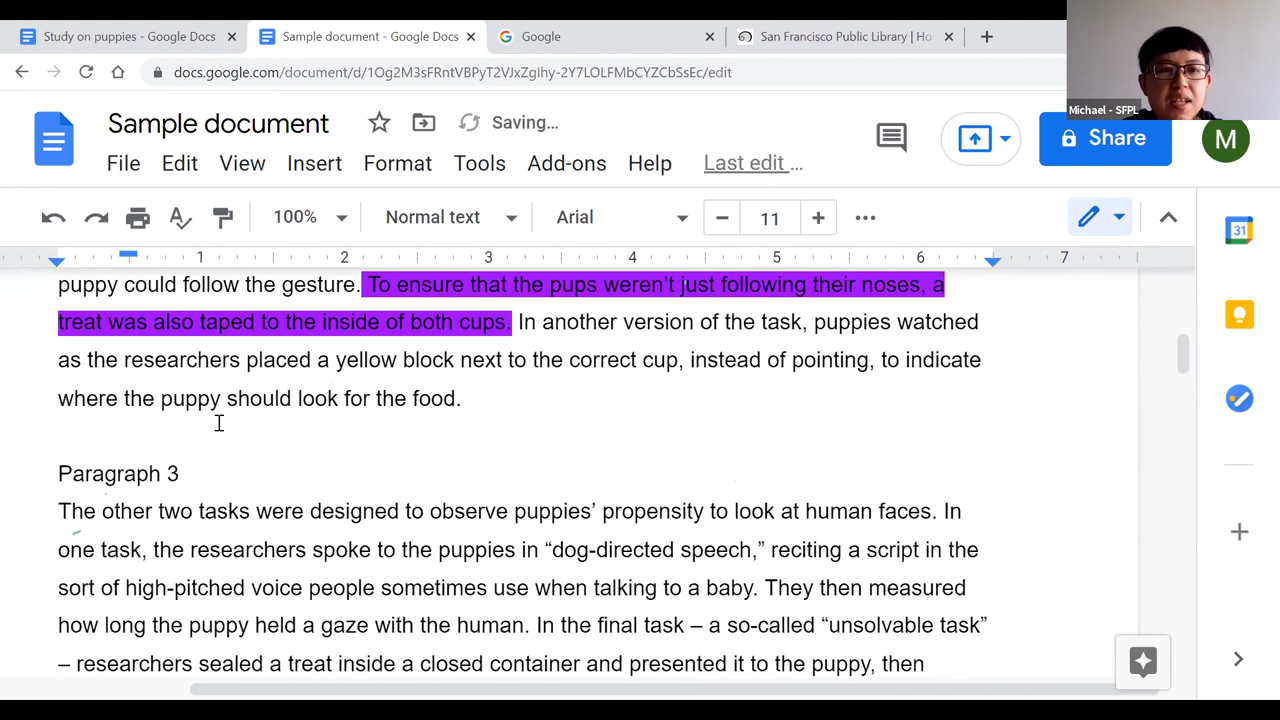 Study on puppies - Google Docs
Sample document - Google Docs
Google
San Francisco Public Library | Ho
docs.google.com/document/d/1Og2M3sFRntVBPyT2VJxZgIhy-2Y7LOLFMbCYZCbSsEc/edit
Michael - SFPL
Sample document
Saving…
File Edit View Insert Format Tools Add-ons Help Last edit …
Share
M
100% Normal text Arial 11
1 2 3 4 5 6 7
31
puppy could follow the gesture. To ensure that the pups weren’t just following their noses, a
treat was also taped to the inside of both cups. In another version of the task, puppies watched
as the researchers placed a yellow block next to the correct cup, instead of pointing, to indicate
where the puppy should look for the food.
Paragraph 3
The other two tasks were designed to observe puppies’ propensity to look at human faces. In
one task, the researchers spoke to the puppies in “dog-directed speech,” reciting a script in the
sort of high-pitched voice people sometimes use when talking to a baby. They then measured
how long the puppy held a gaze with the human. In the final task – a so-called “unsolvable task”
– researchers sealed a treat inside a closed container and presented it to the puppy, then